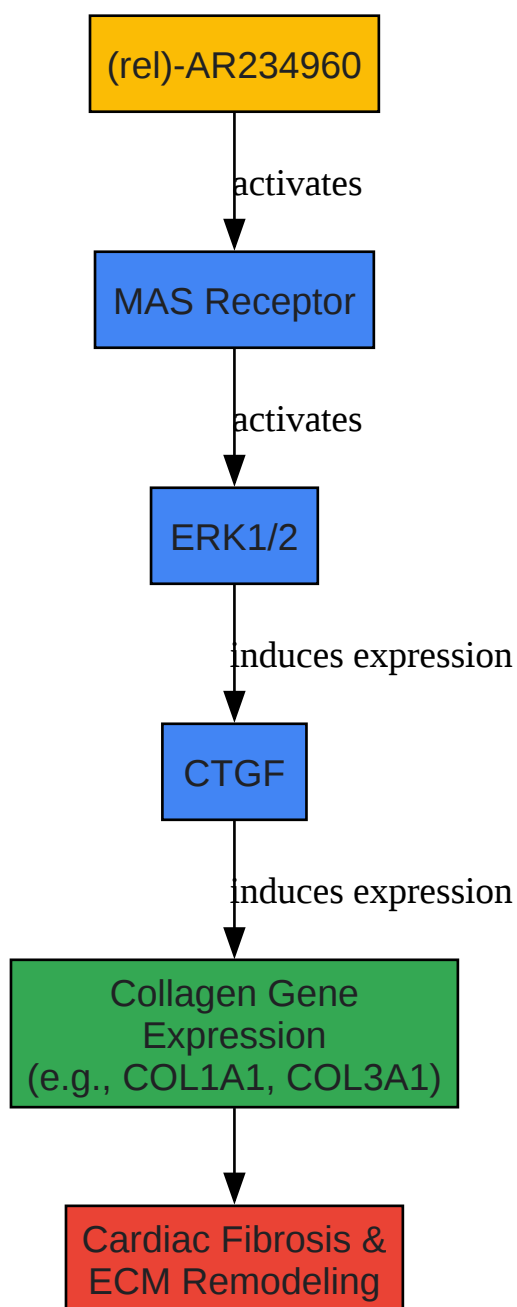 (rel)-AR234960
activates
MAS Receptor
activates
ERK1/2
induces expression
CTGF
induces expression
Collagen Gene
Expression
(e.g., COL1A1, COL3A1)
Cardiac Fibrosis &
ECM Remodeling